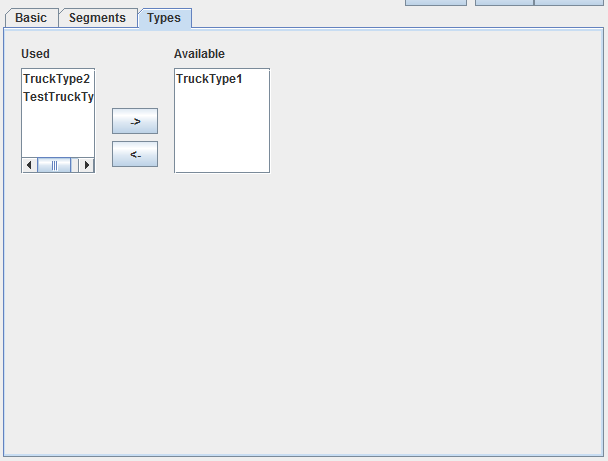 Basic Segments Types
Used Available
TruckType2 TruckType1
TestTruckTy
->
<-